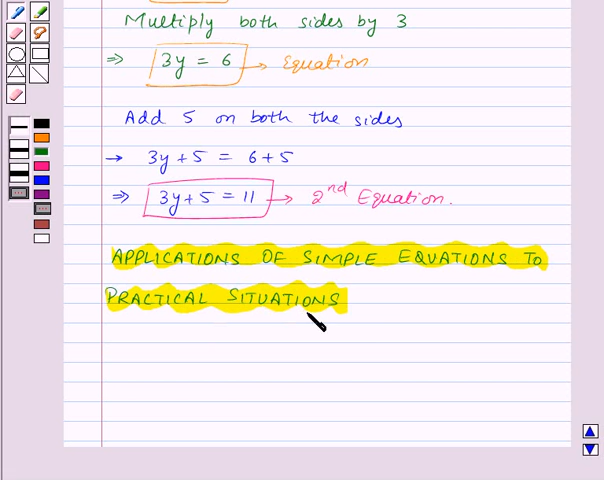 Multiply both sides by 3
⇒ 3y = 6 → Equation
Add 5 on both the sides
→ 3y + 5 = 6 + 5
⇒ 3y + 5 = 11 → 2nd Equation.
APPLICATIONS OF SIMPLE EQUATIONS TO
PRACTICAL SITUATIONS